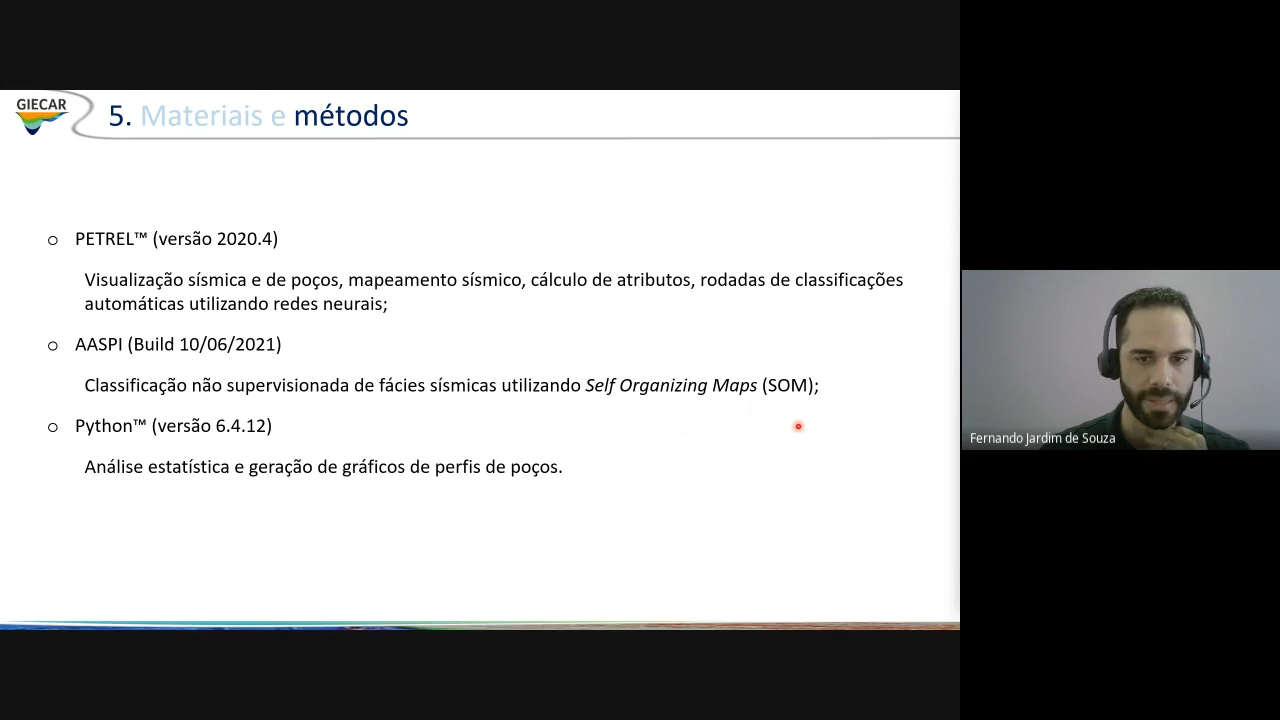 GIECAR
5. Materiais e métodos
o PETREL™ (versão 2020.4)
Visualização sísmica e de poços, mapeamento sísmico, cálculo de atributos, rodadas de classificações
automáticas utilizando redes neurais;
o AASPI (Build 10/06/2021)
Classificação não supervisionada de fácies sísmicas utilizando Self Organizing Maps (SOM);
o Python™ (versão 6.4.12)
Análise estatística e geração de gráficos de perfis de poços.
Fernando Jardim de Souza